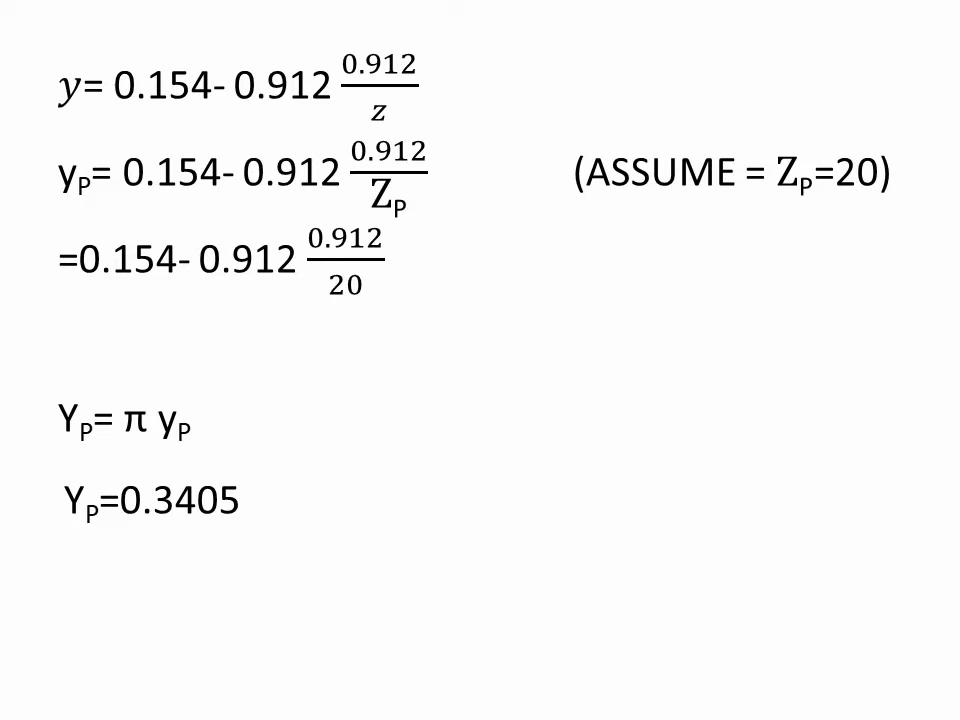 y= 0.154- 0.912 0.912/z
yP= 0.154- 0.912 0.912/ZP (ASSUME = ZP=20)
=0.154- 0.912 0.912/20
YP= π yP
YP=0.3405